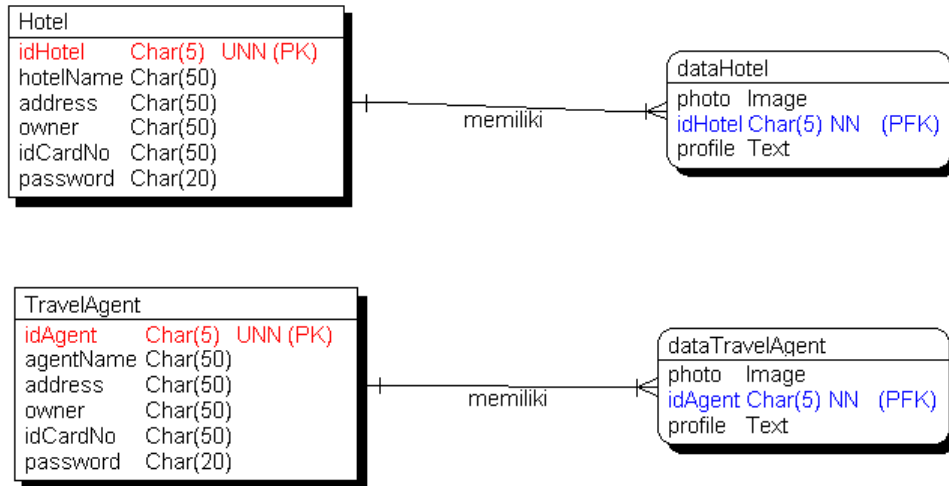 Hotel
idHotel Char(5) UNN (PK)
hotelName Char(50)
address Char(50)
owner Char(50)
idCardNo Char(50)
password Char(20)
memiliki
dataHotel
photo Image
idHotel Char(5) NN (PFK)
profile Text
TravelAgent
idAgent Char(5) UNN (PK)
agentName Char(50)
address Char(50)
owner Char(50)
idCardNo Char(50)
password Char(20)
memiliki
dataTravelAgent
photo Image
idAgent Char(5) NN (PFK)
profile Text